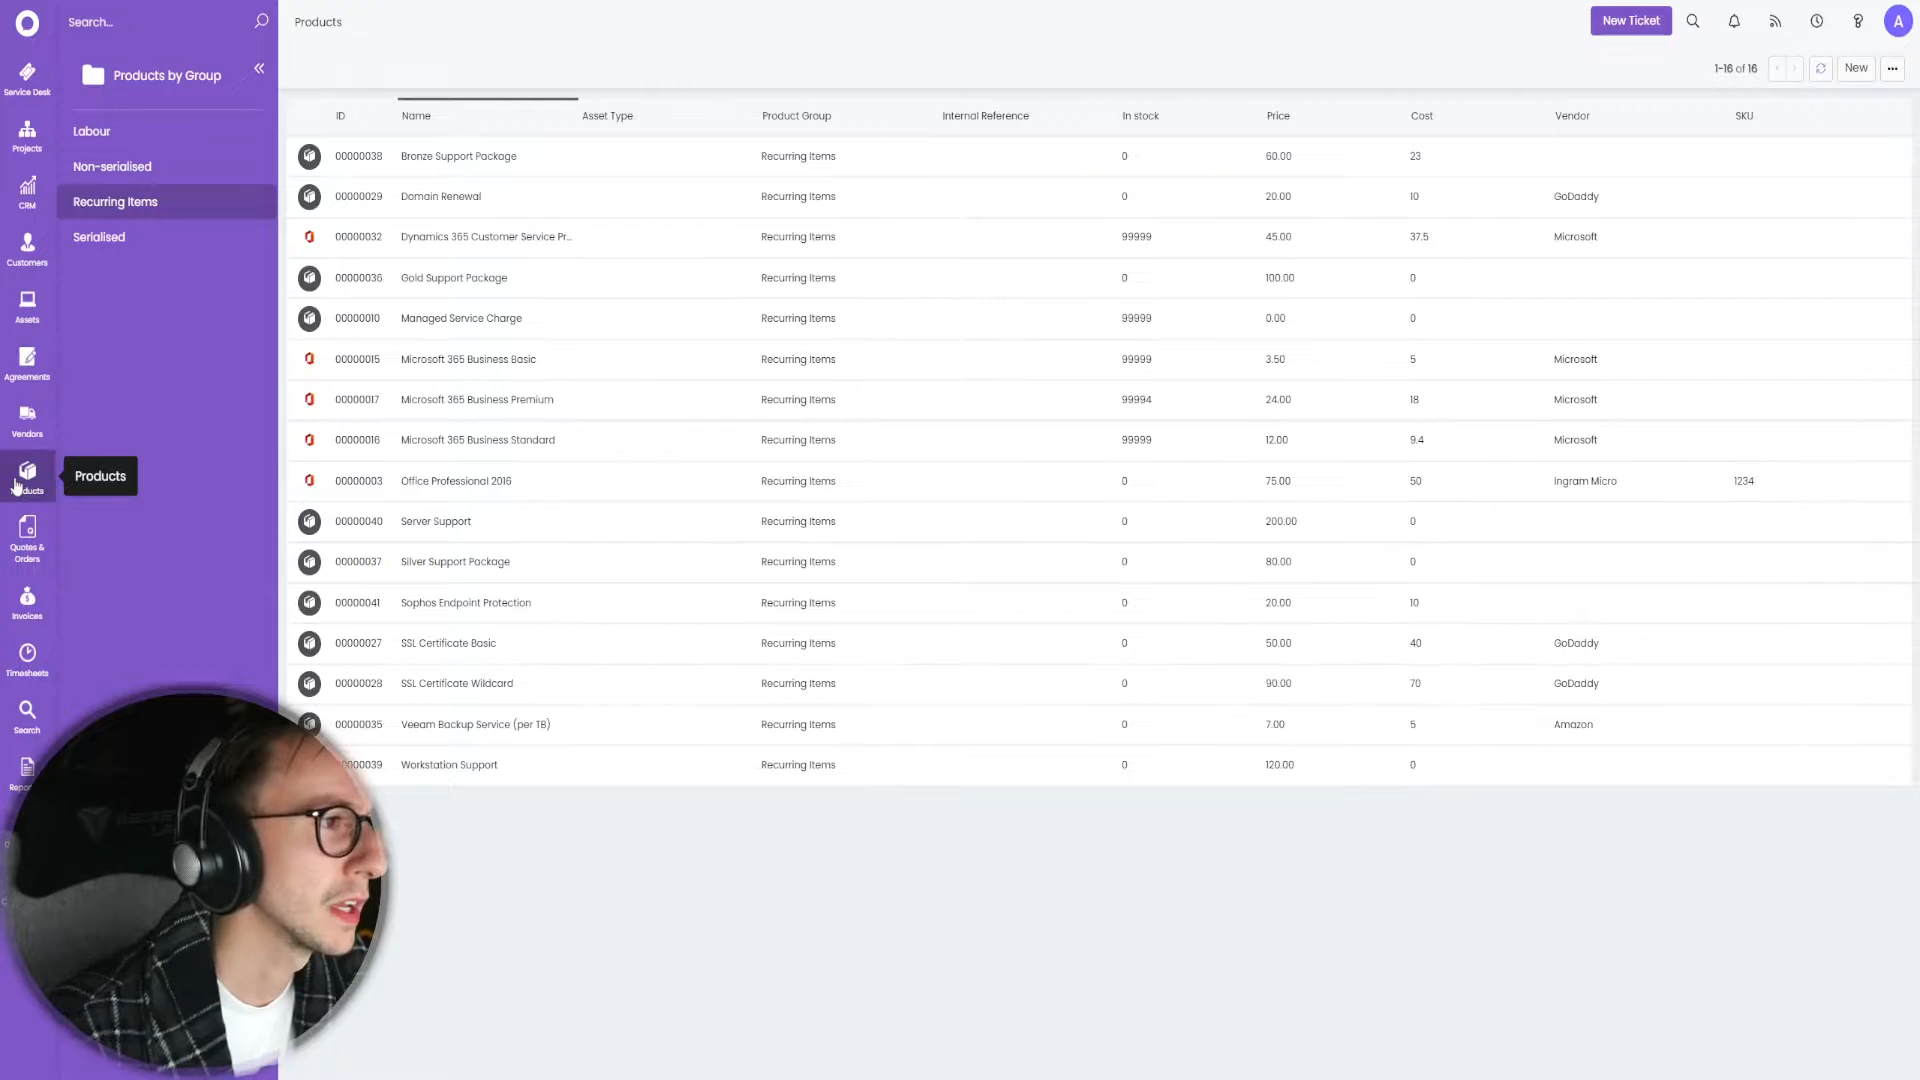 Search...
Products
New Ticket
A
Service Desk
Products by Group
1-16 of 16
New
...
Labour
Non-serialised
Recurring Items
Serialised
Projects
CRM
Customers
Assets
Agreements
Vendors
Products
Quotes &
Orders
Invoices
Timesheets
Search
ID Name Asset Type Product Group Internal Reference In stock Price Cost Vendor SKU
00000038 Bronze Support Package Recurring Items 0 60.00 23
00000029 Domain Renewal Recurring Items 0 20.00 10 GoDaddy
00000032 Dynamics 365 Customer Service Pr... Recurring Items 99999 45.00 37.5 Microsoft
00000036 Gold Support Package Recurring Items 0 100.00 0
00000010 Managed Service Charge Recurring Items 99999 0.00 0
00000015 Microsoft 365 Business Basic Recurring Items 99999 3.50 5 Microsoft
00000017 Microsoft 365 Business Premium Recurring Items 99994 24.00 18 Microsoft
00000016 Microsoft 365 Business Standard Recurring Items 99999 12.00 9.4 Microsoft
00000003 Office Professional 2016 Recurring Items 0 75.00 50 Ingram Micro 1234
00000040 Server Support Recurring Items 0 200.00 0
00000037 Silver Support Package Recurring Items 0 80.00 0
00000041 Sophos Endpoint Protection Recurring Items 0 20.00 10
00000027 SSL Certificate Basic Recurring Items 0 50.00 40 GoDaddy
00000028 SSL Certificate Wildcard Recurring Items 0 90.00 70 GoDaddy
00000035 Veeam Backup Service (per TB) Recurring Items 0 7.00 5 Amazon
00000039 Workstation Support Recurring Items 0 120.00 0